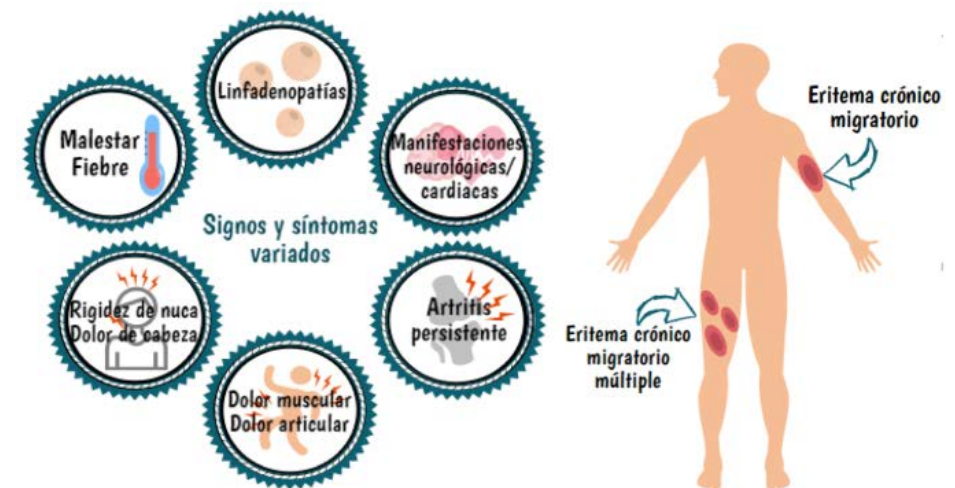 Linfadenopatías
Malestar
Fiebre
Manifestaciones
neurológicas/
cardiacas
Signos y síntomas
variados
Rigidez de nuca
Dolor de cabeza
Artritis
persistente
Dolor muscular
Dolor articular
Eritema crónico
migratorio
Eritema crónico
migratorio
múltiple